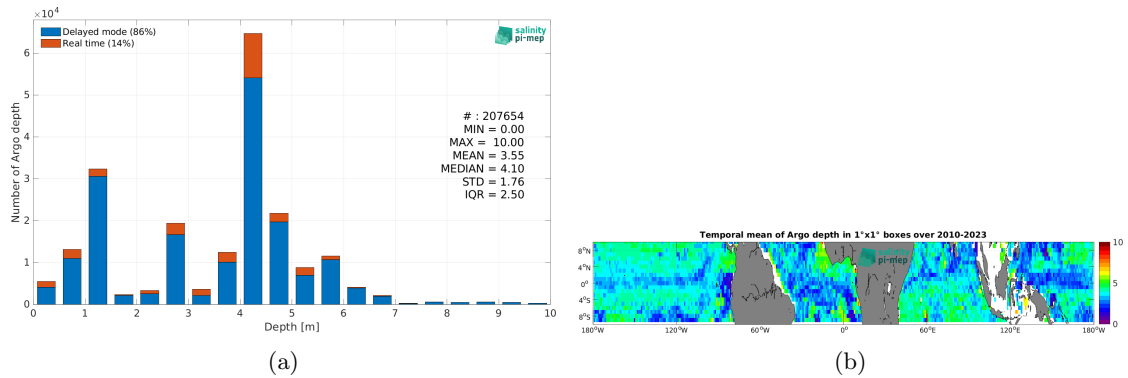 ×10⁴
Delayed mode (86%)
Real time (14%)
salinity
pi-mep
# : 207654
MIN = 0.00
MAX = 10.00
MEAN = 3.55
MEDIAN = 4.10
STD = 1.76
IQR = 2.50
Number of Argo depth
6
5
4
3
2
1
0
0 1 2 3 4 5 6 7 8 9 10
Depth [m]
(a)
Temporal mean of Argo depth in 1°x1° boxes over 2010-2023
salinity
pi-mep
8°N
4°N
0°
4°S
8°S
180°W 120°W 60°W 0° 60°E 120°E 180°W
10
5
0
(b)